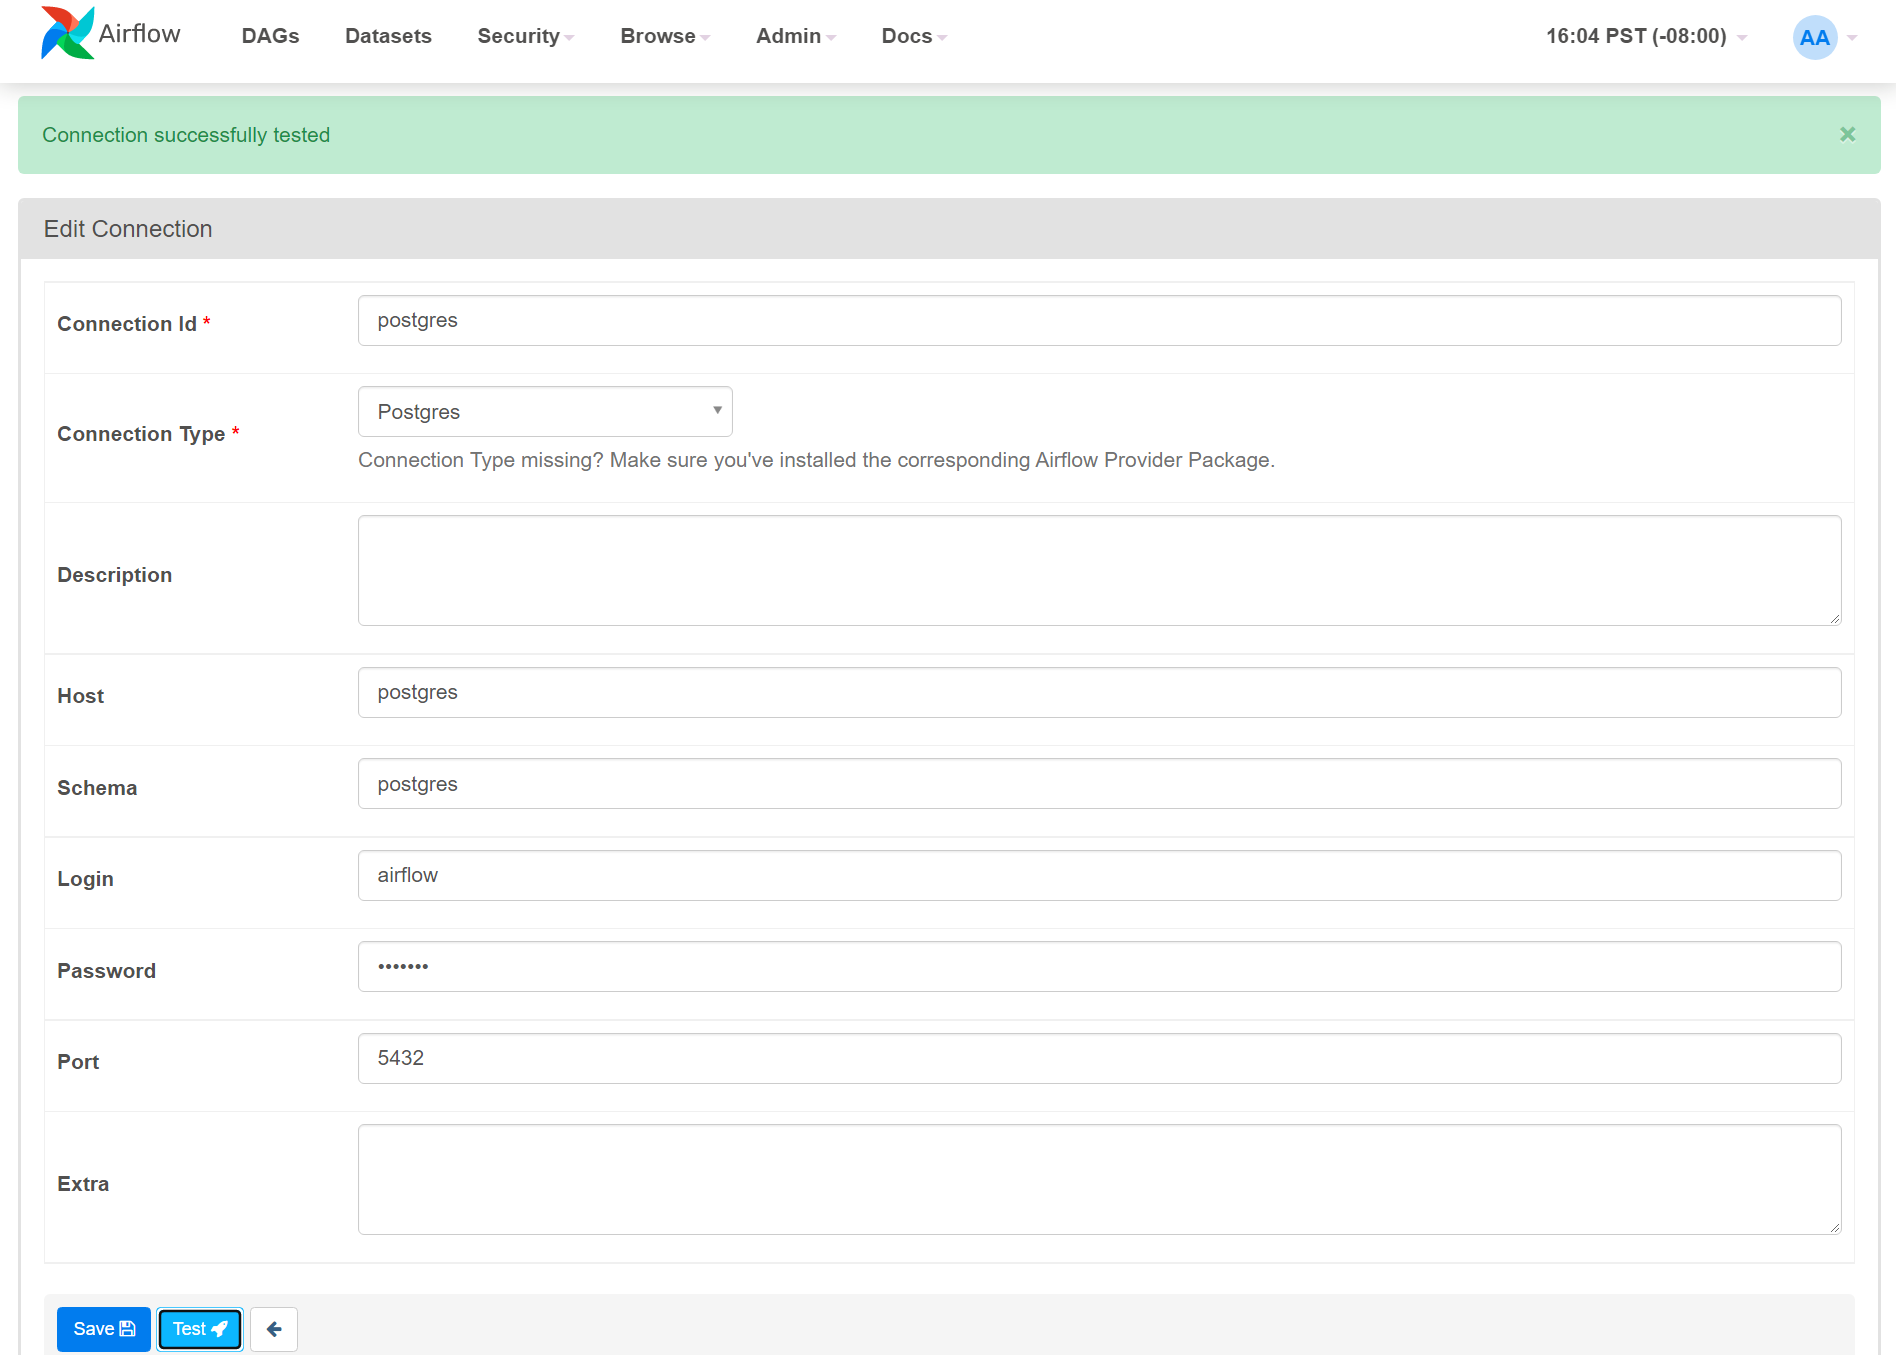 Airflow DAGs Datasets Security Browse Admin Docs 16:04 PST (-08:00) AA
Connection successfully tested ×
Edit Connection
Connection Id * postgres
Connection Type * Postgres
Connection Type missing? Make sure you've installed the corresponding Airflow Provider Package.
Description
Host postgres
Schema postgres
Login airflow
Password •••••••
Port 5432
Extra
Save Test